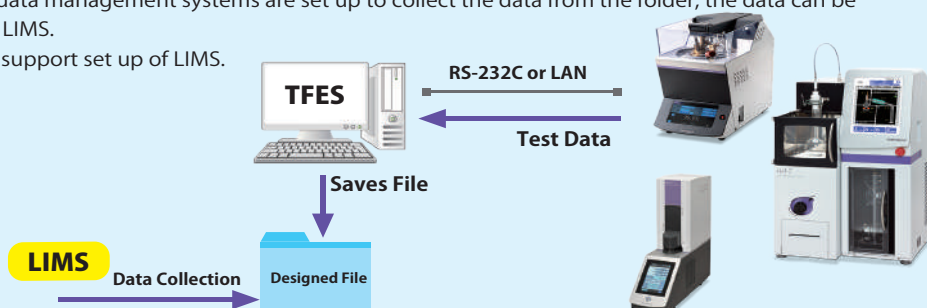 data management systems are set up to collect the data from the folder, the data can be
LIMS.
support set up of LIMS.
TFES
RS-232C or LAN
Test Data
Saves File
LIMS
Data Collection
Designed File